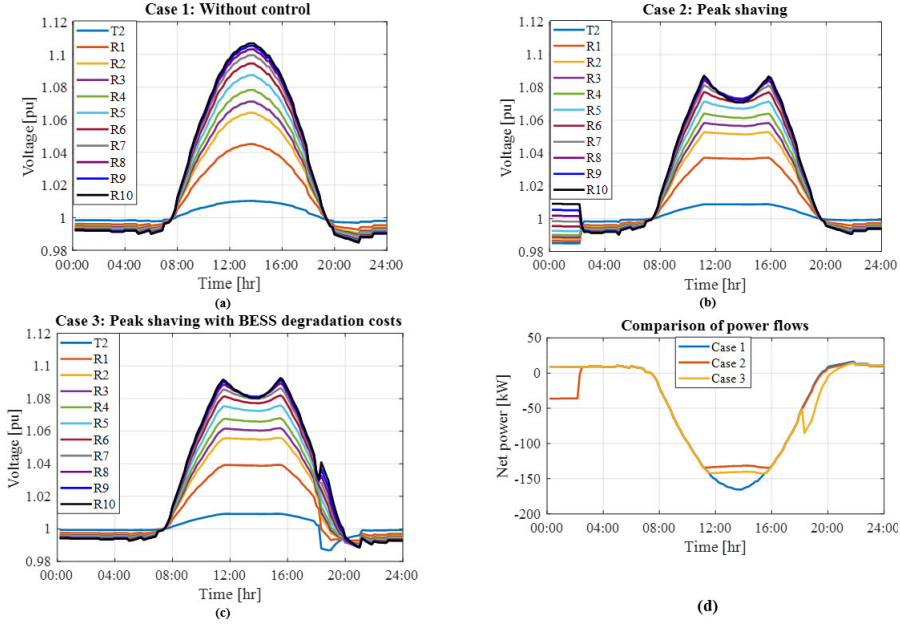 Case 1: Without control
Voltage [pu]
1.12
1.1
1.08
1.06
1.04
1.02
1
0.98
T2
R1
R2
R3
R4
R5
R6
R7
R8
R9
R10
00:00 04:00 08:00 12:00 16:00 20:00 24:00
Time [hr]
(a)
Case 2: Peak shaving
Voltage [pu]
1.12
1.1
1.08
1.06
1.04
1.02
1
0.98
T2
R1
R2
R3
R4
R5
R6
R7
R8
R9
R10
00:00 04:00 08:00 12:00 16:00 20:00 24:00
Time [hr]
(b)
Case 3: Peak shaving with BESS degradation costs
Voltage [pu]
1.12
1.1
1.08
1.06
1.04
1.02
1
0.98
T2
R1
R2
R3
R4
R5
R6
R7
R8
R9
R10
00:00 04:00 08:00 12:00 16:00 20:00 24:00
Time [hr]
(c)
Comparison of power flows
Net power [kW]
50
0
-50
-100
-150
-200
Case 1
Case 2
Case 3
00:00 04:00 08:00 12:00 16:00 20:00 24:00
Time [hr]
(d)